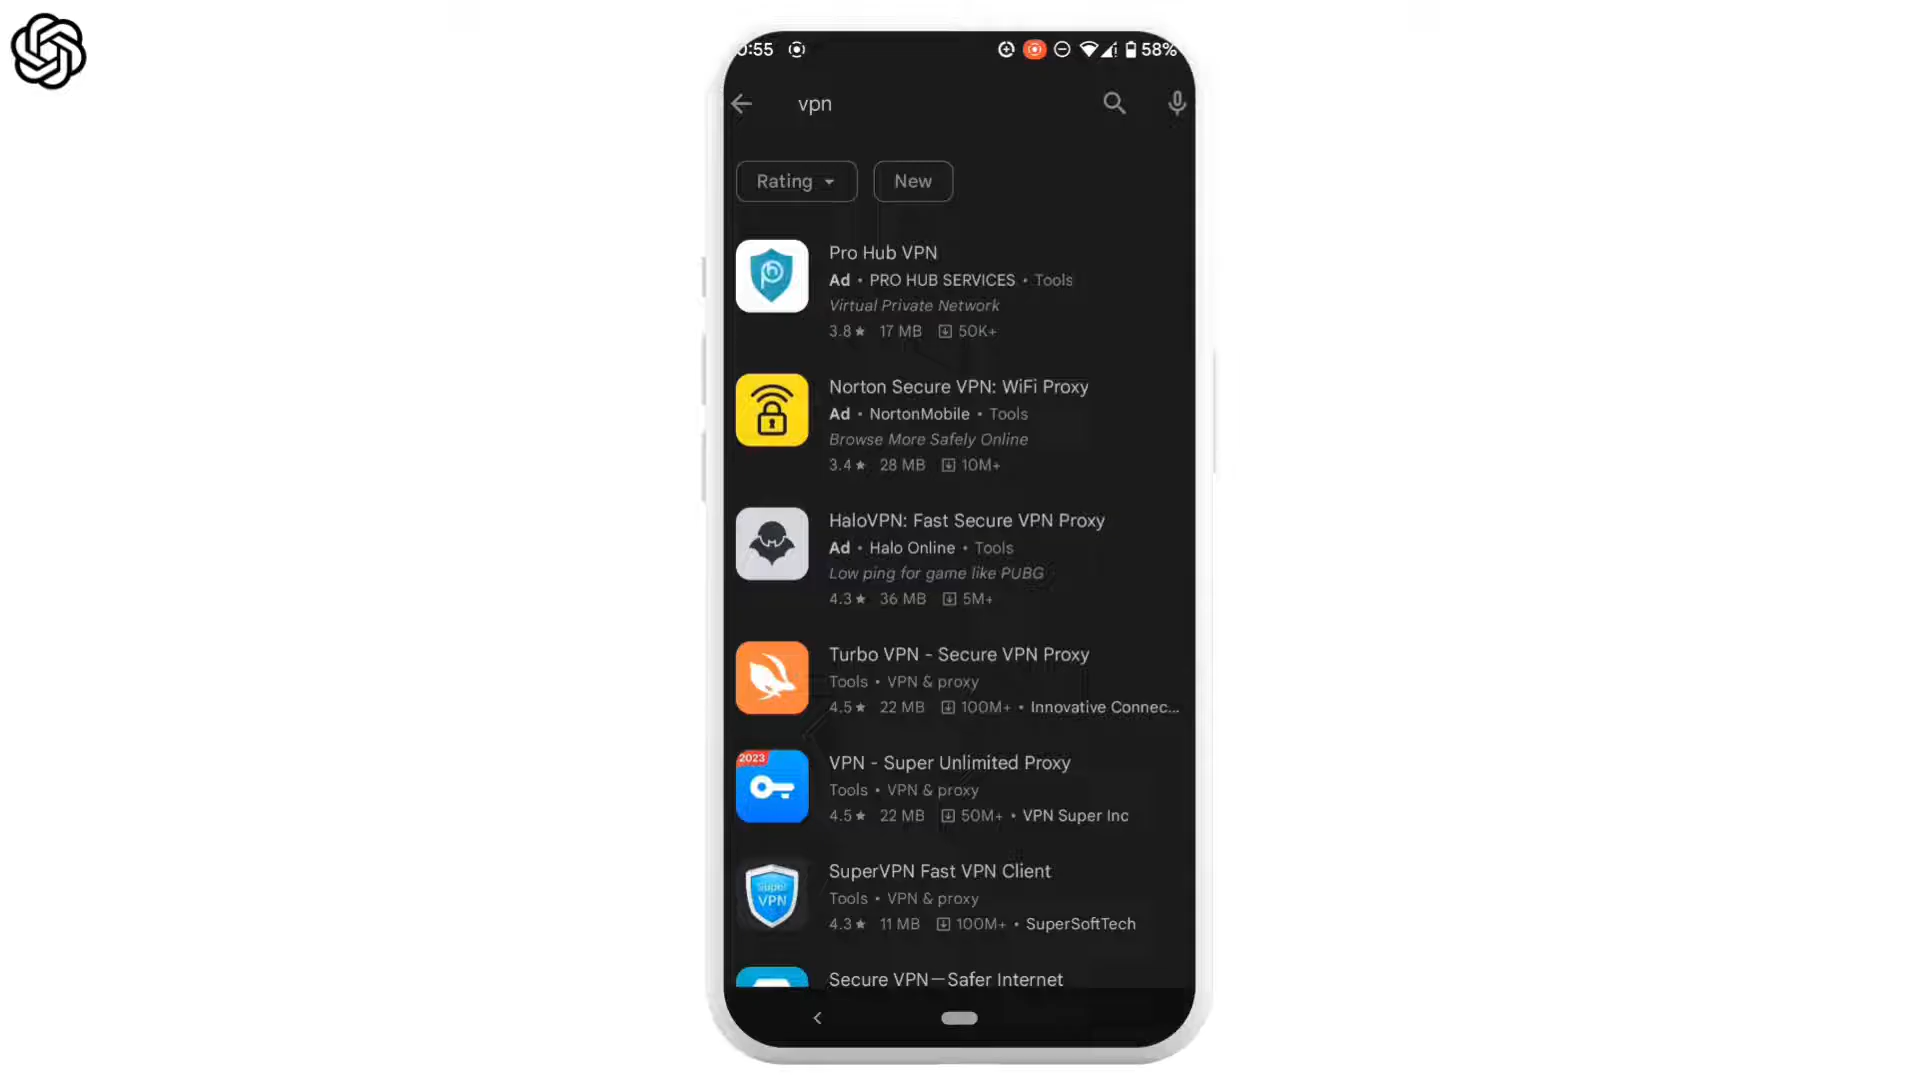 0:55 58%
vpn
Rating New
Pro Hub VPN
Ad • PRO HUB SERVICES • Tools
Virtual Private Network
3.8★ 17 MB 50K+
Norton Secure VPN: WiFi Proxy
Ad • NortonMobile • Tools
Browse More Safely Online
3.4★ 28 MB 10M+
HaloVPN: Fast Secure VPN Proxy
Ad • Halo Online • Tools
Low ping for game like PUBG
4.3★ 36 MB 5M+
Turbo VPN - Secure VPN Proxy
Tools • VPN & proxy
4.5★ 22 MB 100M+ • Innovative Connec...
2023
VPN - Super Unlimited Proxy
Tools • VPN & proxy
4.5★ 22 MB 50M+ • VPN Super Inc
SuperVPN Fast VPN Client
Super
VPN
Tools • VPN & proxy
4.3★ 11 MB 100M+ • SuperSoftTech
Secure VPN—Safer Internet